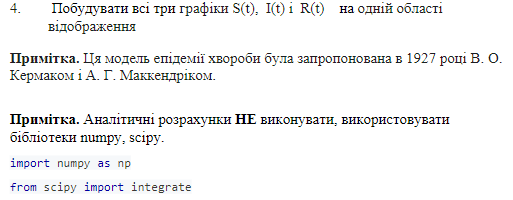 4. Побудувати всі три графіки S(t), I(t) і R(t) на одній області
відображення
Примітка. Ця модель епідемії хвороби була запропонована в 1927 році В. О.
Кермаком і А. Г. Маккендріком.
Примітка. Аналітичні розрахунки НЕ виконувати, використовувати
бібліотеки numpy, scipy.
import numpy as np
from scipy import integrate